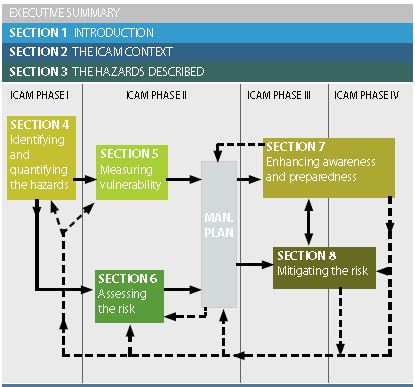 EXECUTIVE SUMMARY
SECTION 1 INTRODUCTION
SECTION 2 THE ICAM CONTEXT
SECTION 3 THE HAZARDS DESCRIBED
ICAM PHASE I
ICAM PHASE II
ICAM PHASE III
ICAM PHASE IV
SECTION 4
Identifying
and
quantifying
the hazards
SECTION 5
Measuring
vulnerability
SECTION 6
Assessing
the risk
MAN.
PLAN
SECTION 7
Enhancing awareness
and preparedness
SECTION 8
Mitigating the risk